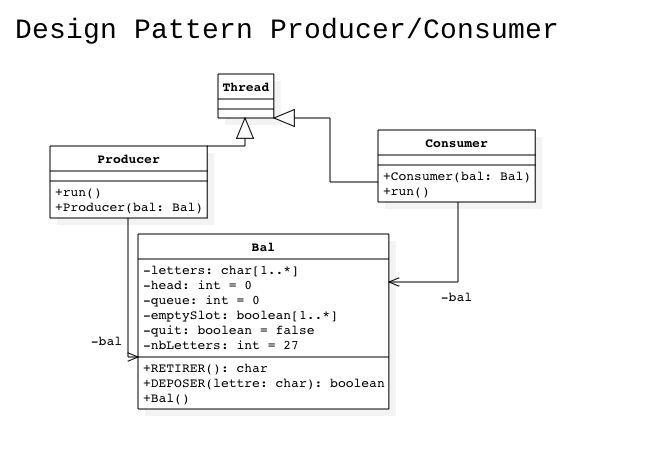 Design Pattern Producer/Consumer
Thread
Producer
+run()
+Producer(bal: Bal)
Consumer
+Consumer(bal: Bal)
+run()
Bal
-letters: char[1..*]
-head: int = 0
-queue: int = 0
-emptySlot: boolean[1..*]
-quit: boolean = false
-nbLetters: int = 27
+RETIRER(): char
+DEPOSER(lettre: char): boolean
+Bal()
-bal
-bal